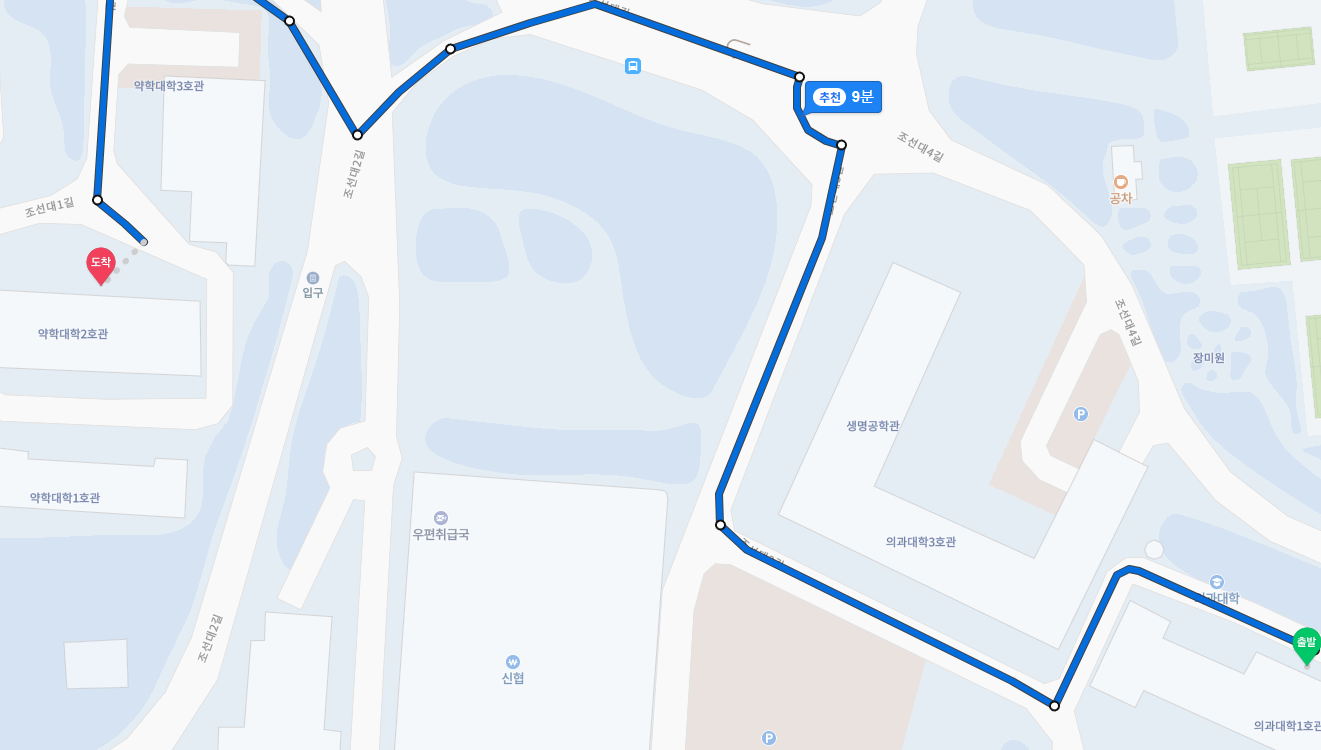 약학대학3호관
추천 9분
조선대4길
조선대2길
공차
조선대1길
도착
입구
조선대4길
약학대학2호관
장미원
생명공학관
약학대학1호관
우편취급국
의과대학3호관
조선대2길
출발
신협
의과대학1호관
P
P